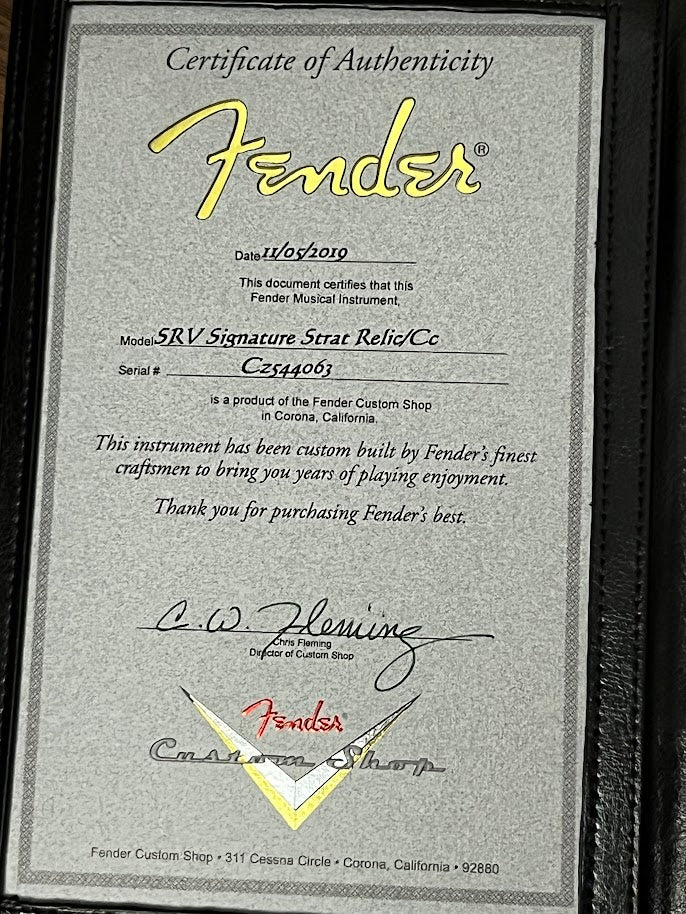 Certificate of Authenticity
Fender®
Date 11/05/2019
This document certifies that this
Fender Musical Instrument,
Model SRV Signature Strat Relic/Cc
Serial # Cz544063
is a product of the Fender Custom Shop
in Corona, California.
This instrument has been custom built by Fender's finest
craftsmen to bring you years of playing enjoyment.
Thank you for purchasing Fender's best.
C. W. Fleming
Chris Fleming
Director of Custom Shop
Fender®
Custom Shop
Fender Custom Shop • 311 Cessna Circle • Corona, California • 92880